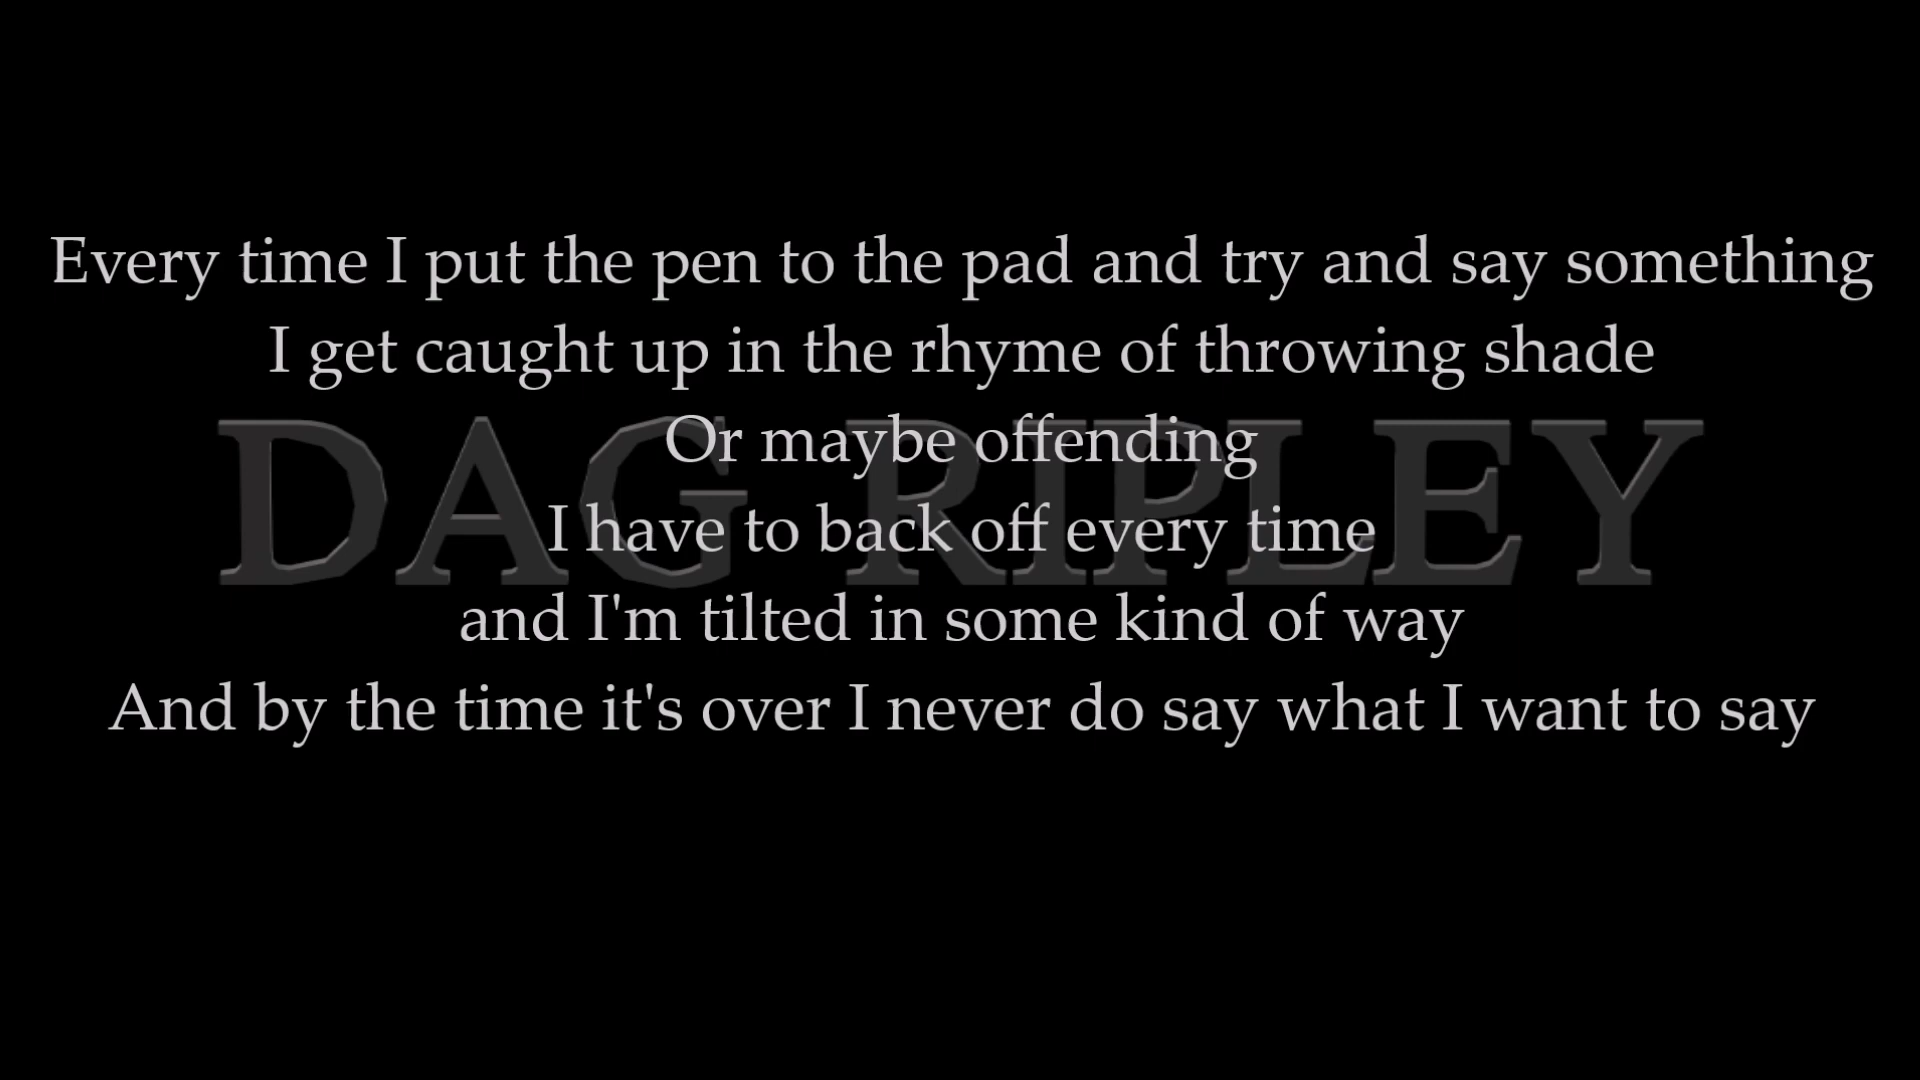 Every time I put the pen to the pad and try and say something
I get caught up in the rhyme of throwing shade
Or maybe offending
DAG RIPLEY
I have to back off every time
and I'm tilted in some kind of way
And by the time it's over I never do say what I want to say